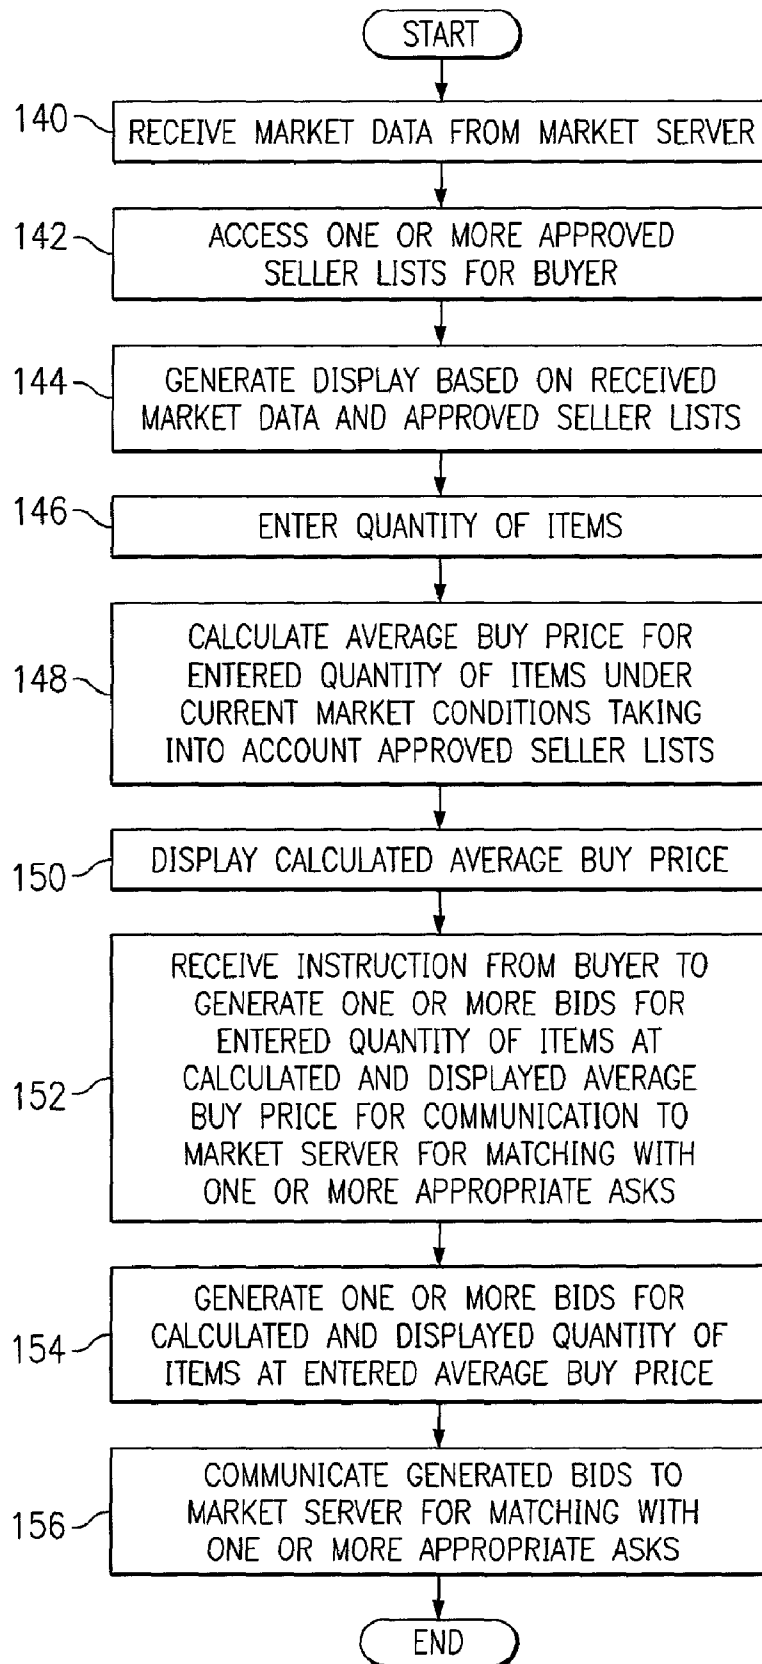 START
140
RECEIVE MARKET DATA FROM MARKET SERVER
142
ACCESS ONE OR MORE APPROVED
SELLER LISTS FOR BUYER
144
GENERATE DISPLAY BASED ON RECEIVED
MARKET DATA AND APPROVED SELLER LISTS
146
ENTER QUANTITY OF ITEMS
148
CALCULATE AVERAGE BUY PRICE FOR
ENTERED QUANTITY OF ITEMS UNDER
CURRENT MARKET CONDITIONS TAKING
INTO ACCOUNT APPROVED SELLER LISTS
150
DISPLAY CALCULATED AVERAGE BUY PRICE
152
RECEIVE INSTRUCTION FROM BUYER TO
GENERATE ONE OR MORE BIDS FOR
ENTERED QUANTITY OF ITEMS AT
CALCULATED AND DISPLAYED AVERAGE
BUY PRICE FOR COMMUNICATION TO
MARKET SERVER FOR MATCHING WITH
ONE OR MORE APPROPRIATE ASKS
154
GENERATE ONE OR MORE BIDS FOR
CALCULATED AND DISPLAYED QUANTITY OF
ITEMS AT ENTERED AVERAGE BUY PRICE
156
COMMUNICATE GENERATED BIDS TO
MARKET SERVER FOR MATCHING WITH
ONE OR MORE APPROPRIATE ASKS
END